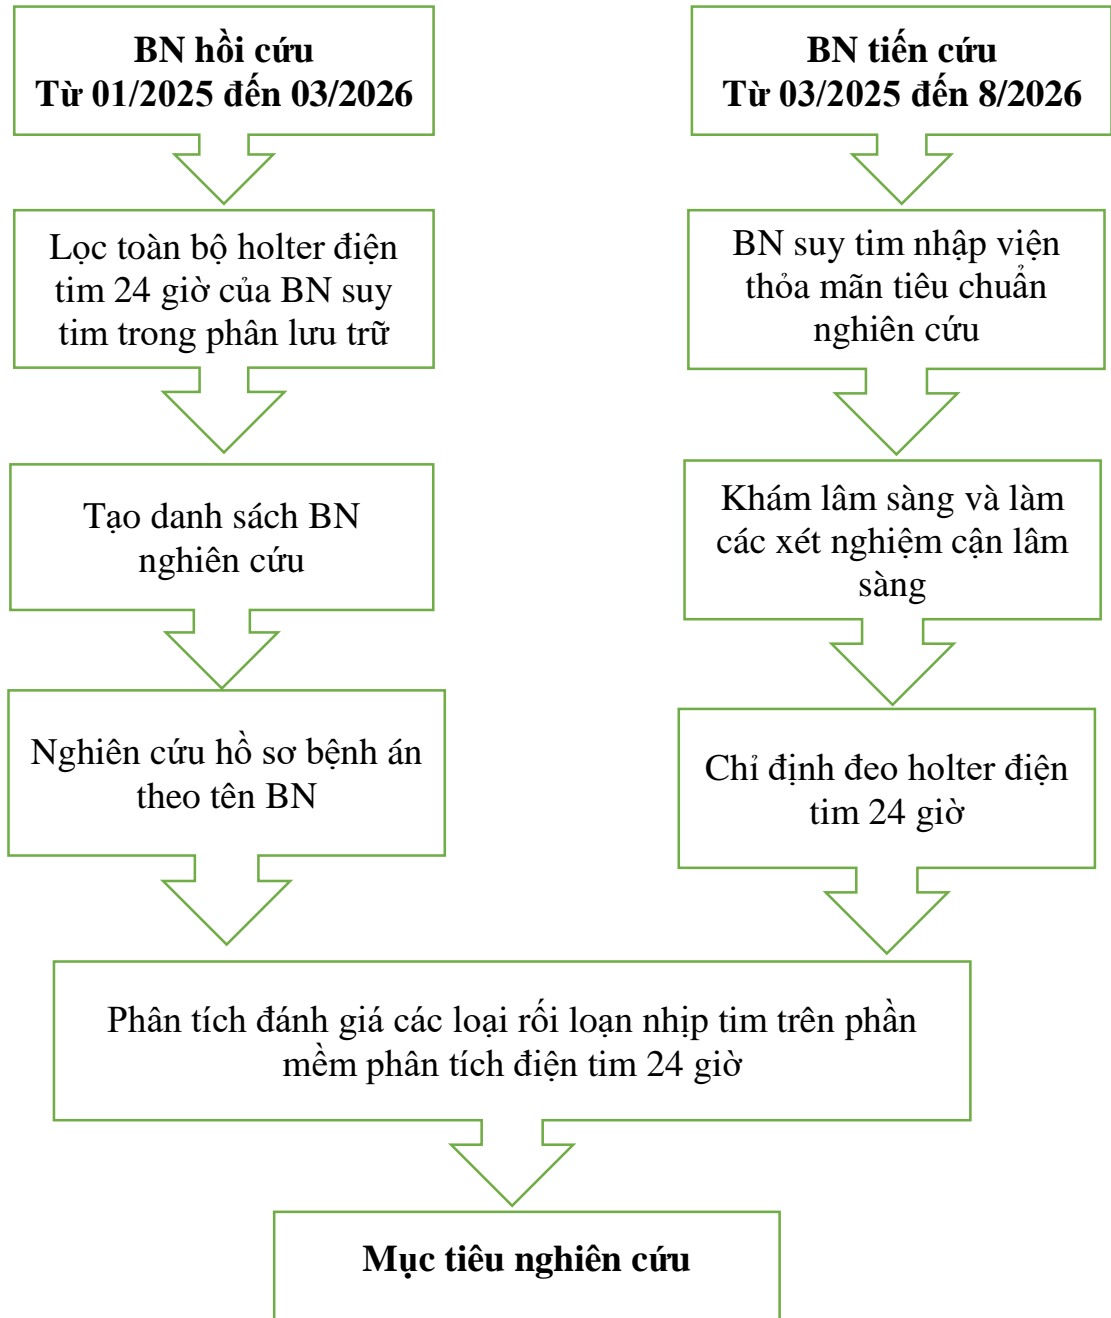 BN hồi cứu
Từ 01/2025 đến 03/2026
Lọc toàn bộ holter điện
tim 24 giờ của BN suy
tim trong phân lưu trữ
Tạo danh sách BN
nghiên cứu
Nghiên cứu hồ sơ bệnh án
theo tên BN
BN tiến cứu
Từ 03/2025 đến 8/2026
BN suy tim nhập viện
thỏa mãn tiêu chuẩn
nghiên cứu
Khám lâm sàng và làm
các xét nghiệm cận lâm
sàng
Chỉ định đeo holter điện
tim 24 giờ
Phân tích đánh giá các loại rối loạn nhịp tim trên phần
mềm phân tích điện tim 24 giờ
Mục tiêu nghiên cứu